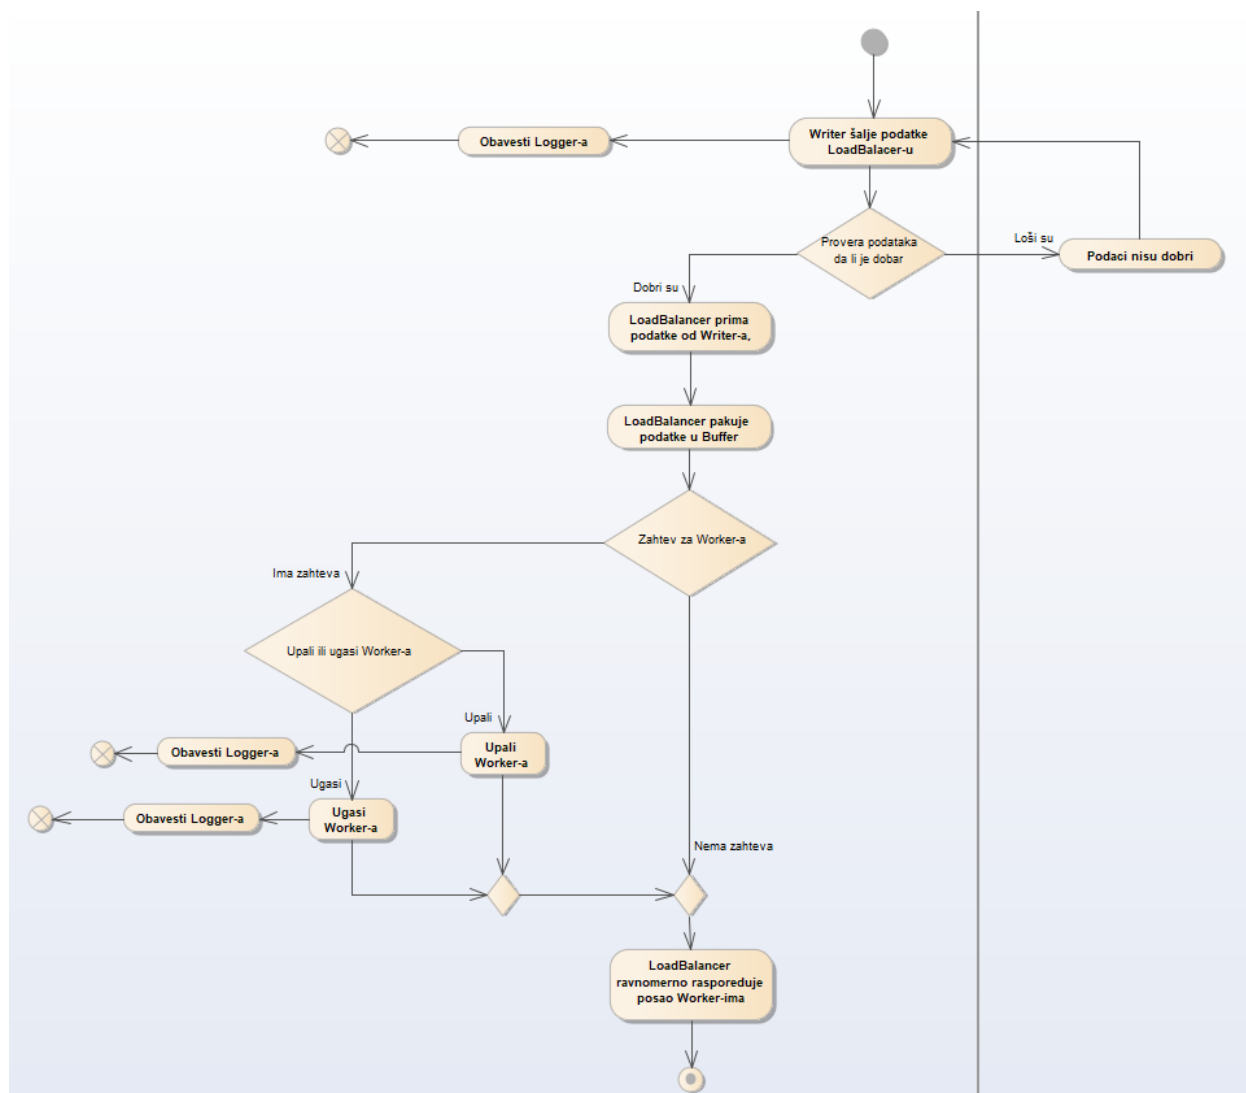 Writer šalje podatke
LoadBalacer-u
Obavesti Logger-a
Provera podataka
da li je dobar
Loši su
Podaci nisu dobri
Dobri su
LoadBalancer prima
podatke od Writer-a,
LoadBalancer pakuje
podatke u Buffer
Zahtev za Worker-a
Ima zahteva
Upali ili ugasi Worker-a
Upali
Upali
Worker-a
Obavesti Logger-a
Ugasi
Ugasi
Worker-a
Obavesti Logger-a
Nema zahteva
LoadBalancer
ravnomerno raspoređuje
posao Worker-ima